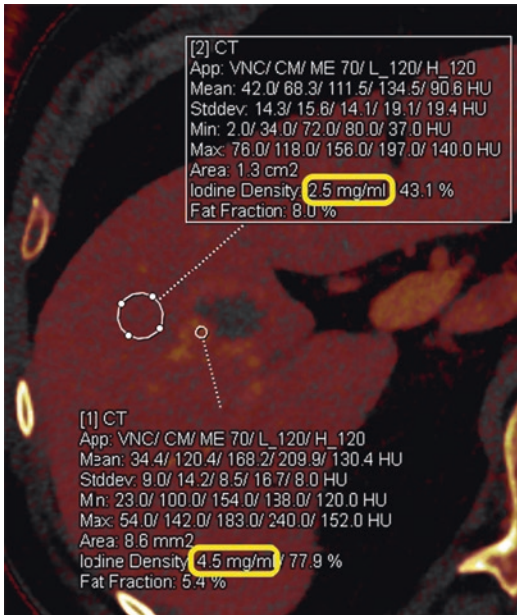 [2] CT
App: VNC/ CM/ ME 70/ L_120/ H_120
Mean: 42.0/ 68.3/ 111.5/ 134.5/ 90.6 HU
Stddev: 14.3/ 15.6/ 14.1/ 19.1/ 19.4 HU
Min: 2.0/ 34.0/ 72.0/ 80.0/ 37.0 HU
Max: 76.0/ 118.0/ 156.0/ 197.0/ 140.0 HU
Area: 1.3 cm2
Iodine Density: 2.5 mg/ml / 43.1 %
Fat Fraction: 8.0 %
[1] CT
App: VNC/ CM/ ME 70/ L_120/ H_120
Mean: 34.4/ 120.4/ 168.2/ 209.9/ 130.4 HU
Stddev: 9.0/ 14.2/ 8.5/ 16.7/ 8.0 HU
Min: 23.0/ 100.0/ 154.0/ 138.0/ 120.0 HU
Max: 54.0/ 142.0/ 183.0/ 240.0/ 152.0 HU
Area: 8.6 mm2
Iodine Density: 4.5 mg/ml / 77.9 %
Fat Fraction: 5.4 %